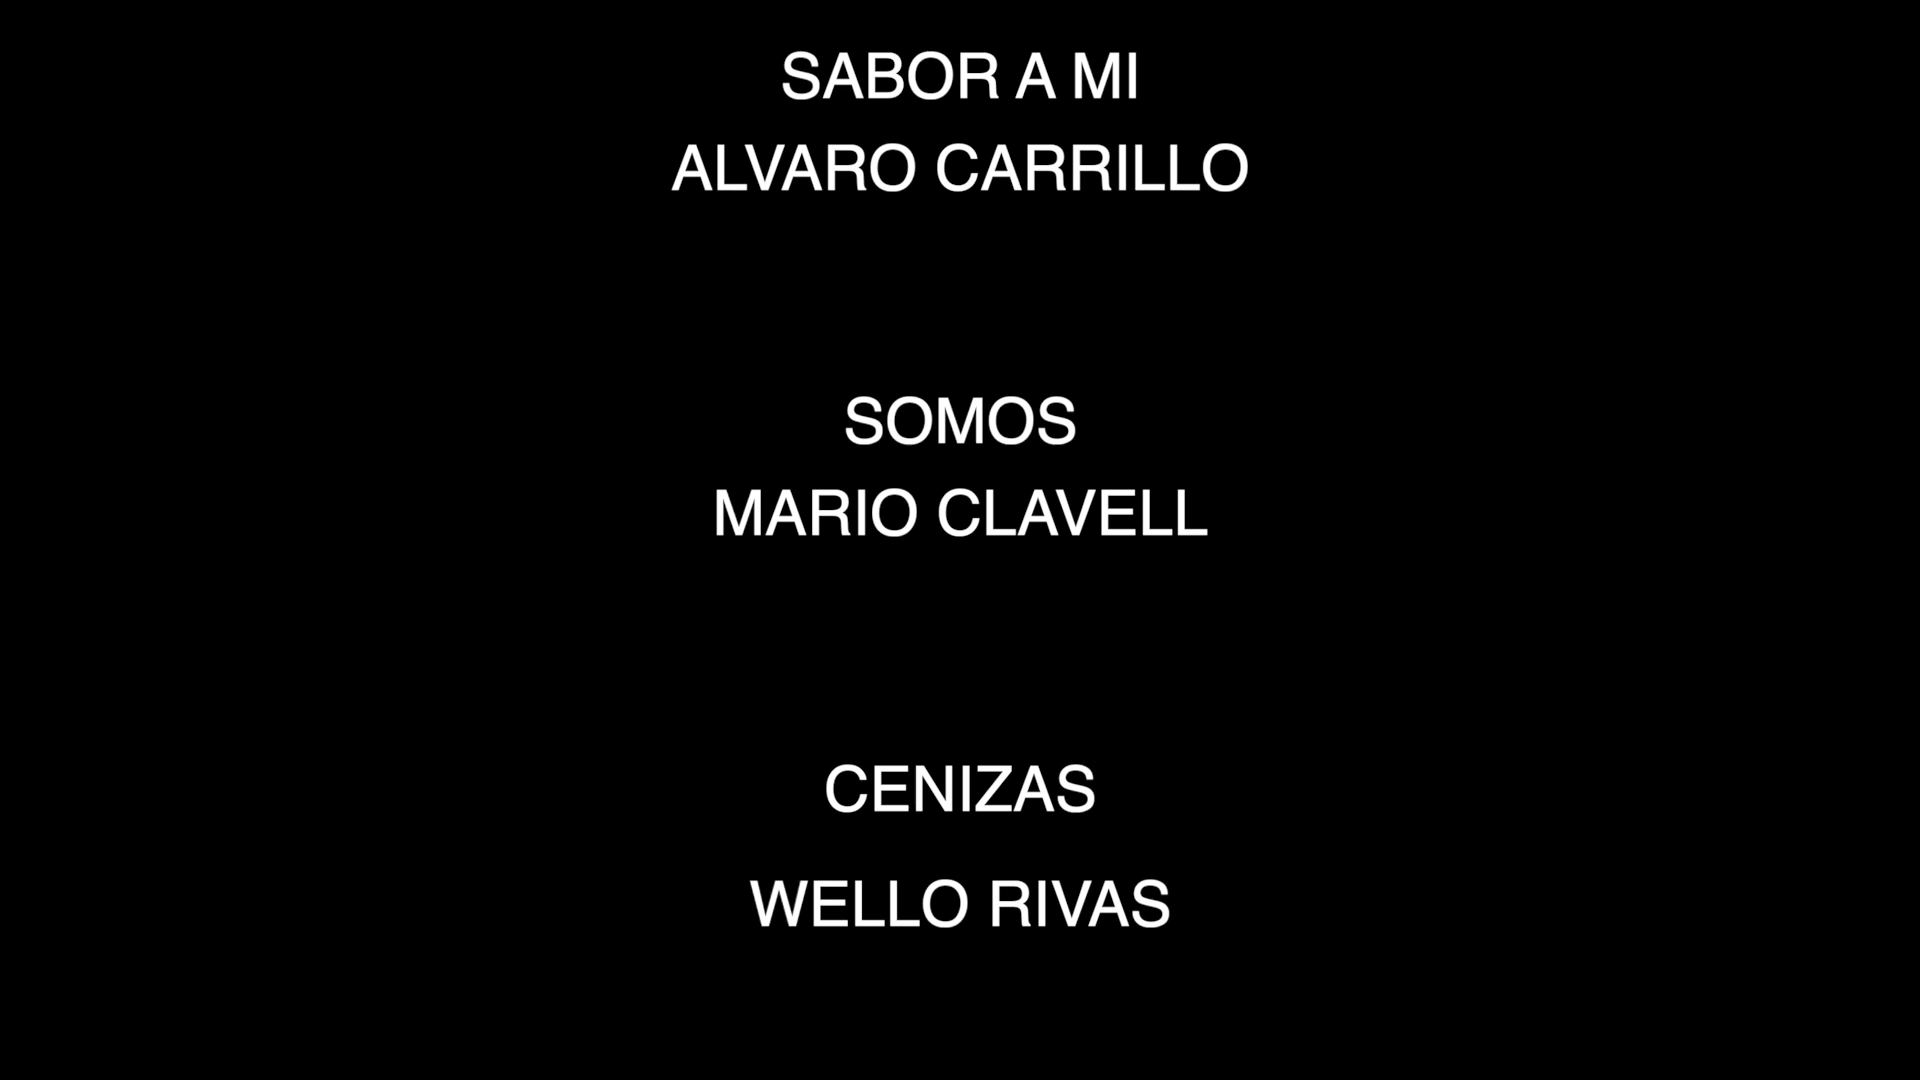 SABOR A MI
ALVARO CARRILLO
SOMOS
MARIO CLAVELL
CENIZAS
WELLO RIVAS